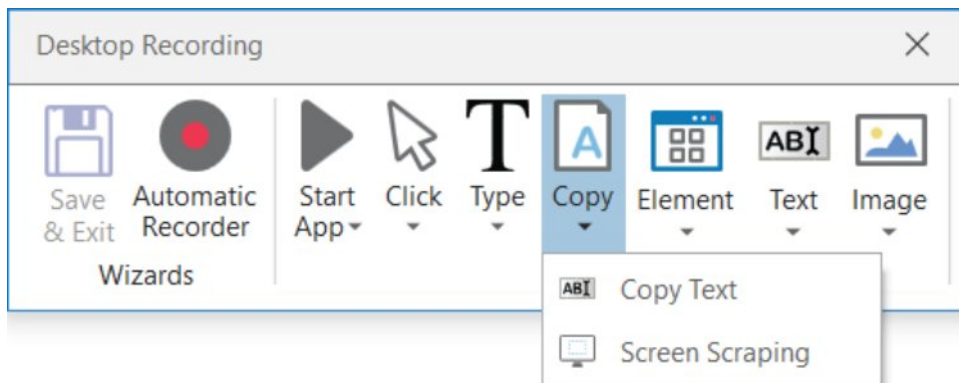 Desktop Recording
Save
& Exit
Automatic
Recorder
Wizards
Start
App
Click
T
Type
A
Copy
Element
ABI
Text
Image
ABI
Copy Text
Screen Scraping